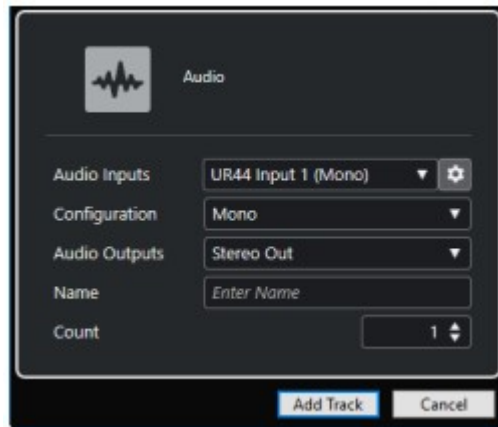 Audio
Audio Inputs UR44 Input 1 (Mono)
Configuration Mono
Audio Outputs Stereo Out
Name Enter Name
Count 1
Add Track Cancel